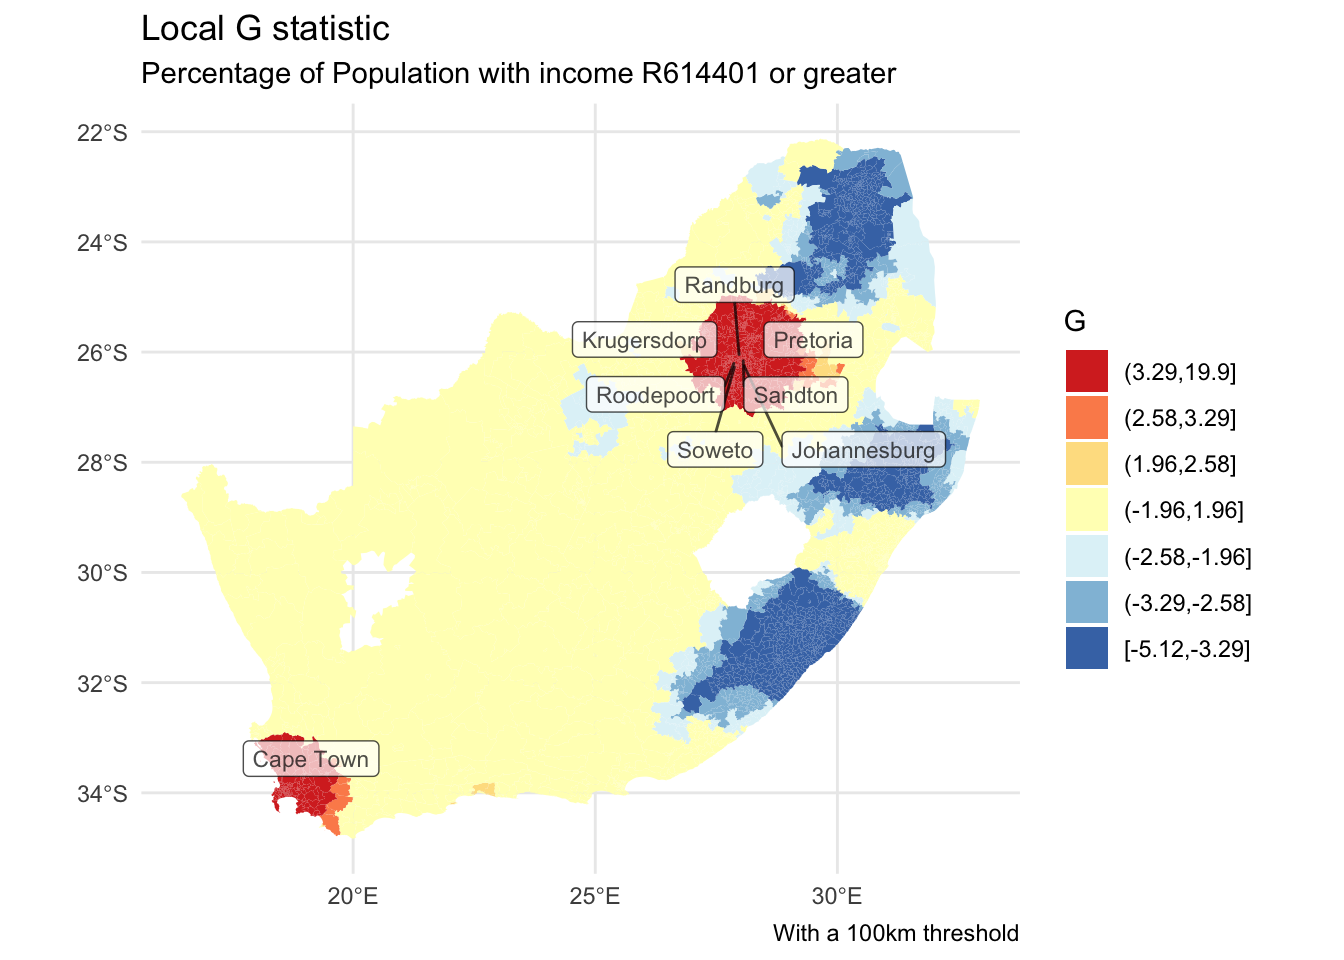 Local G statistic
Percentage of Population with income R614401 or greater
22°S
24°S
26°S
28°S
30°S
32°S
34°S
Randburg
Krugersdorp
Pretoria
Roodepoort
Sandton
Soweto
Johannesburg
Cape Town
20°E
25°E
30°E
With a 100km threshold
G
(3.29,19.9]
(2.58,3.29]
(1.96,2.58]
(-1.96,1.96]
(-2.58,-1.96]
(-3.29,-2.58]
[-5.12,-3.29]